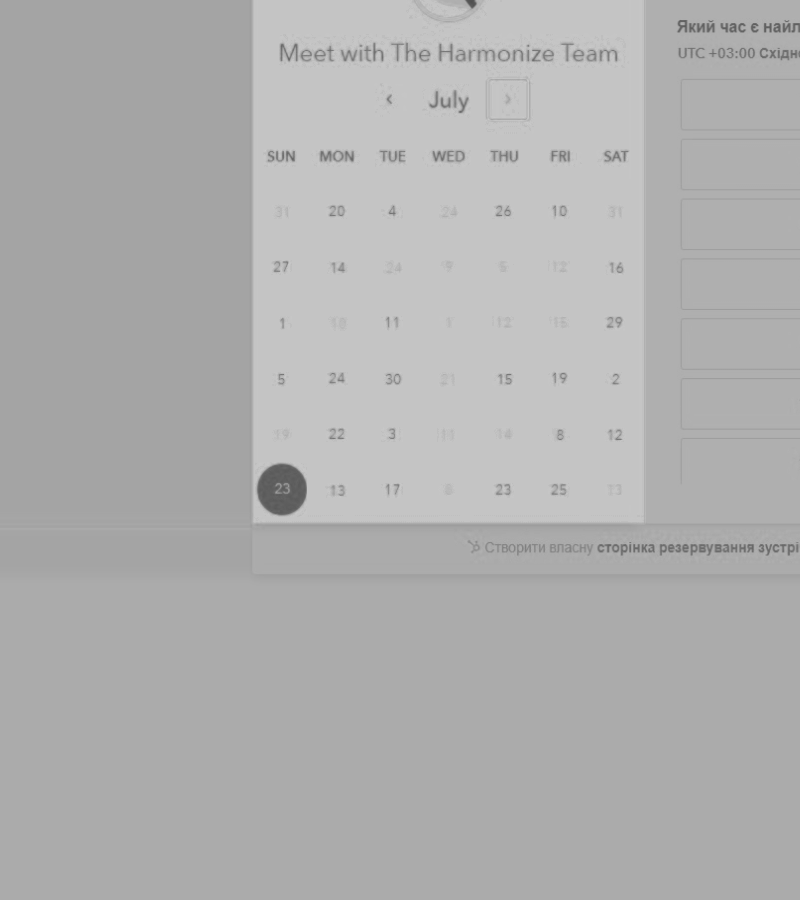 Meet with The Harmonize Team
July
SUN MON TUE WED THU FRI SAT
31 20 4 24 26 10 31
27 14 24 9 6 12 16
1 10 11 1 12 15 29
5 24 30 21 15 19 2
19 22 3 11 14 8 12
23 13 17 8 23 25 13
Який час є найл
UTC +03:00 Східн
Створити власну сторінка резервування зустрі